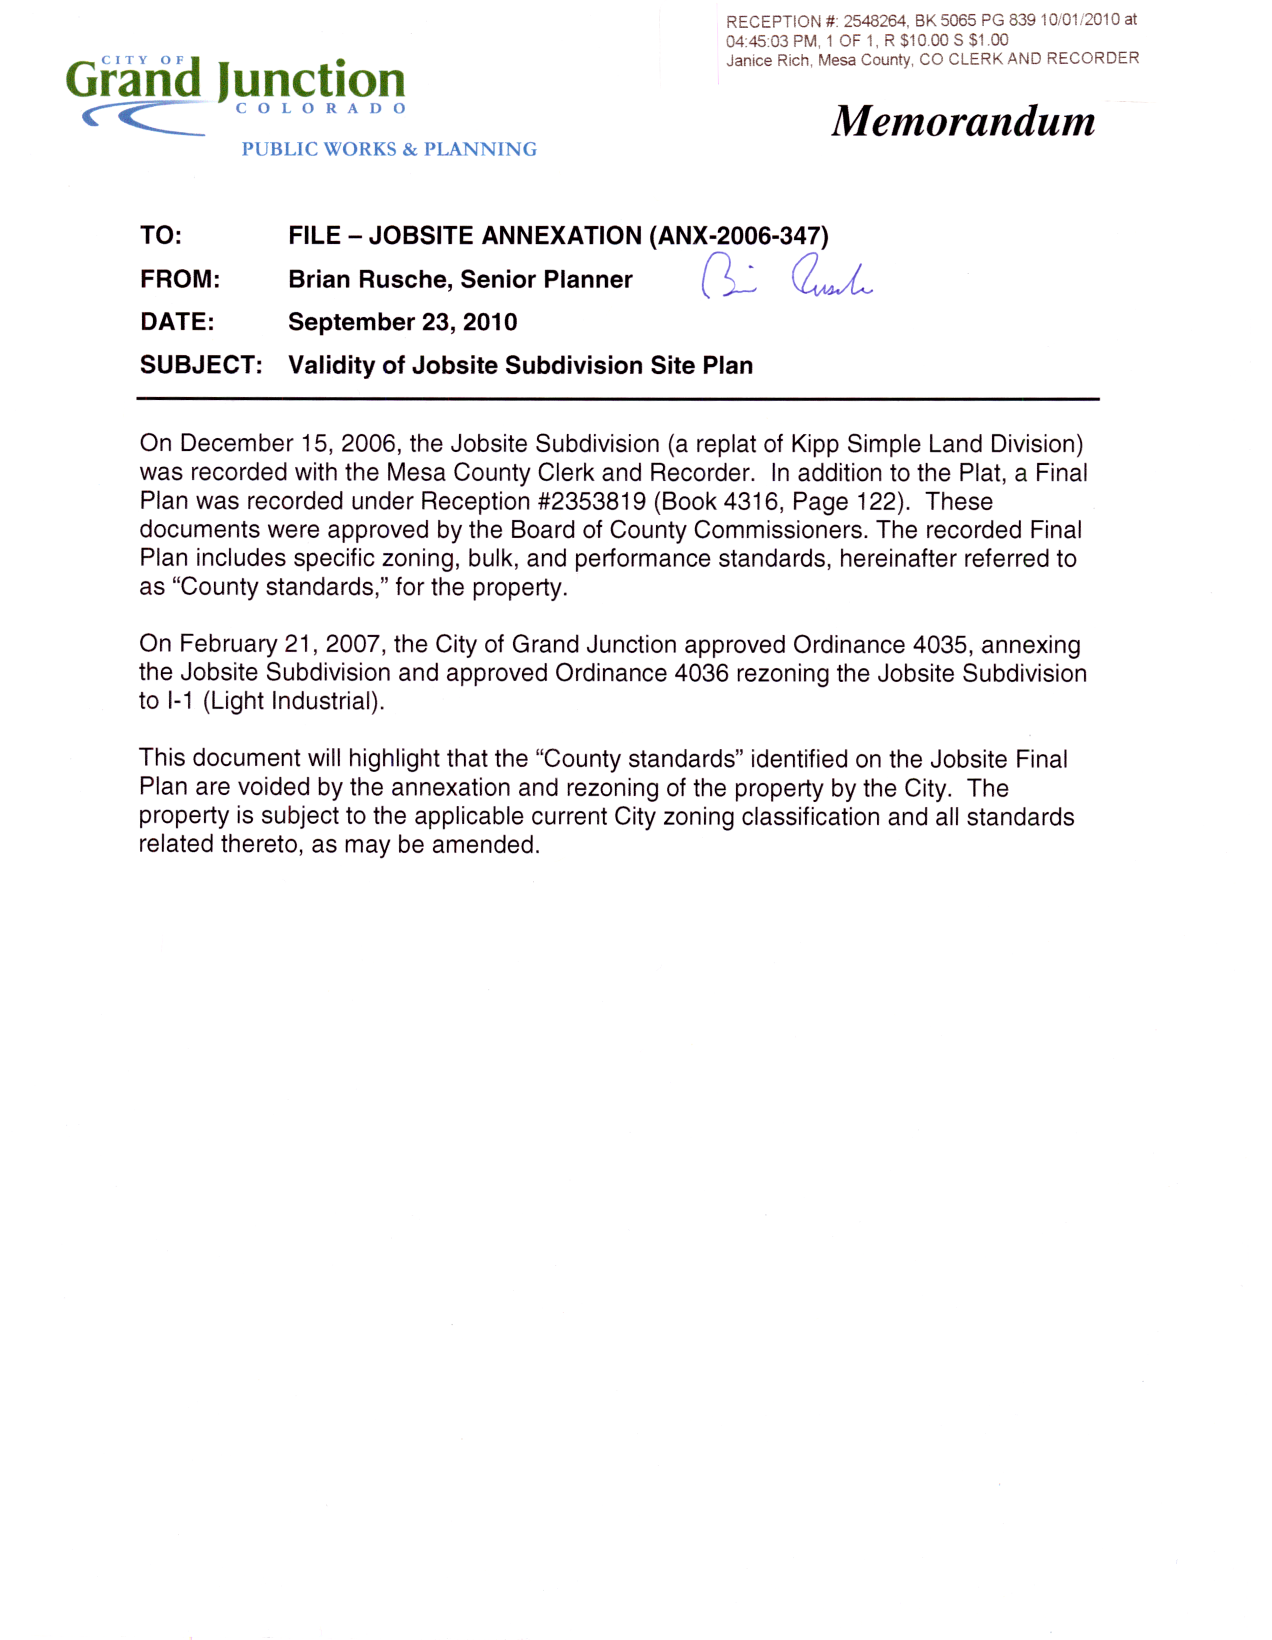 RECEPTION #: 2548264, BK 5065 PG 839 10/01/2010 at
04:45:03 PM, 1 OF 1, R $10.00 S $1.00
Janice Rich, Mesa County, CO CLERK AND RECORDER
CITY OF
Grand Junction
COLORADO
PUBLIC WORKS & PLANNING
Memorandum
TO: FILE – JOBSITE ANNEXATION (ANX-2006-347)
FROM: Brian Rusche, Senior Planner
Brian Rusche
DATE: September 23, 2010
SUBJECT: Validity of Jobsite Subdivision Site Plan
On December 15, 2006, the Jobsite Subdivision (a replat of Kipp Simple Land Division)
was recorded with the Mesa County Clerk and Recorder. In addition to the Plat, a Final
Plan was recorded under Reception #2353819 (Book 4316, Page 122). These
documents were approved by the Board of County Commissioners. The recorded Final
Plan includes specific zoning, bulk, and performance standards, hereinafter referred to
as “County standards,” for the property.
On February 21, 2007, the City of Grand Junction approved Ordinance 4035, annexing
the Jobsite Subdivision and approved Ordinance 4036 rezoning the Jobsite Subdivision
to I-1 (Light Industrial).
This document will highlight that the “County standards” identified on the Jobsite Final
Plan are voided by the annexation and rezoning of the property by the City. The
property is subject to the applicable current City zoning classification and all standards
related thereto, as may be amended.